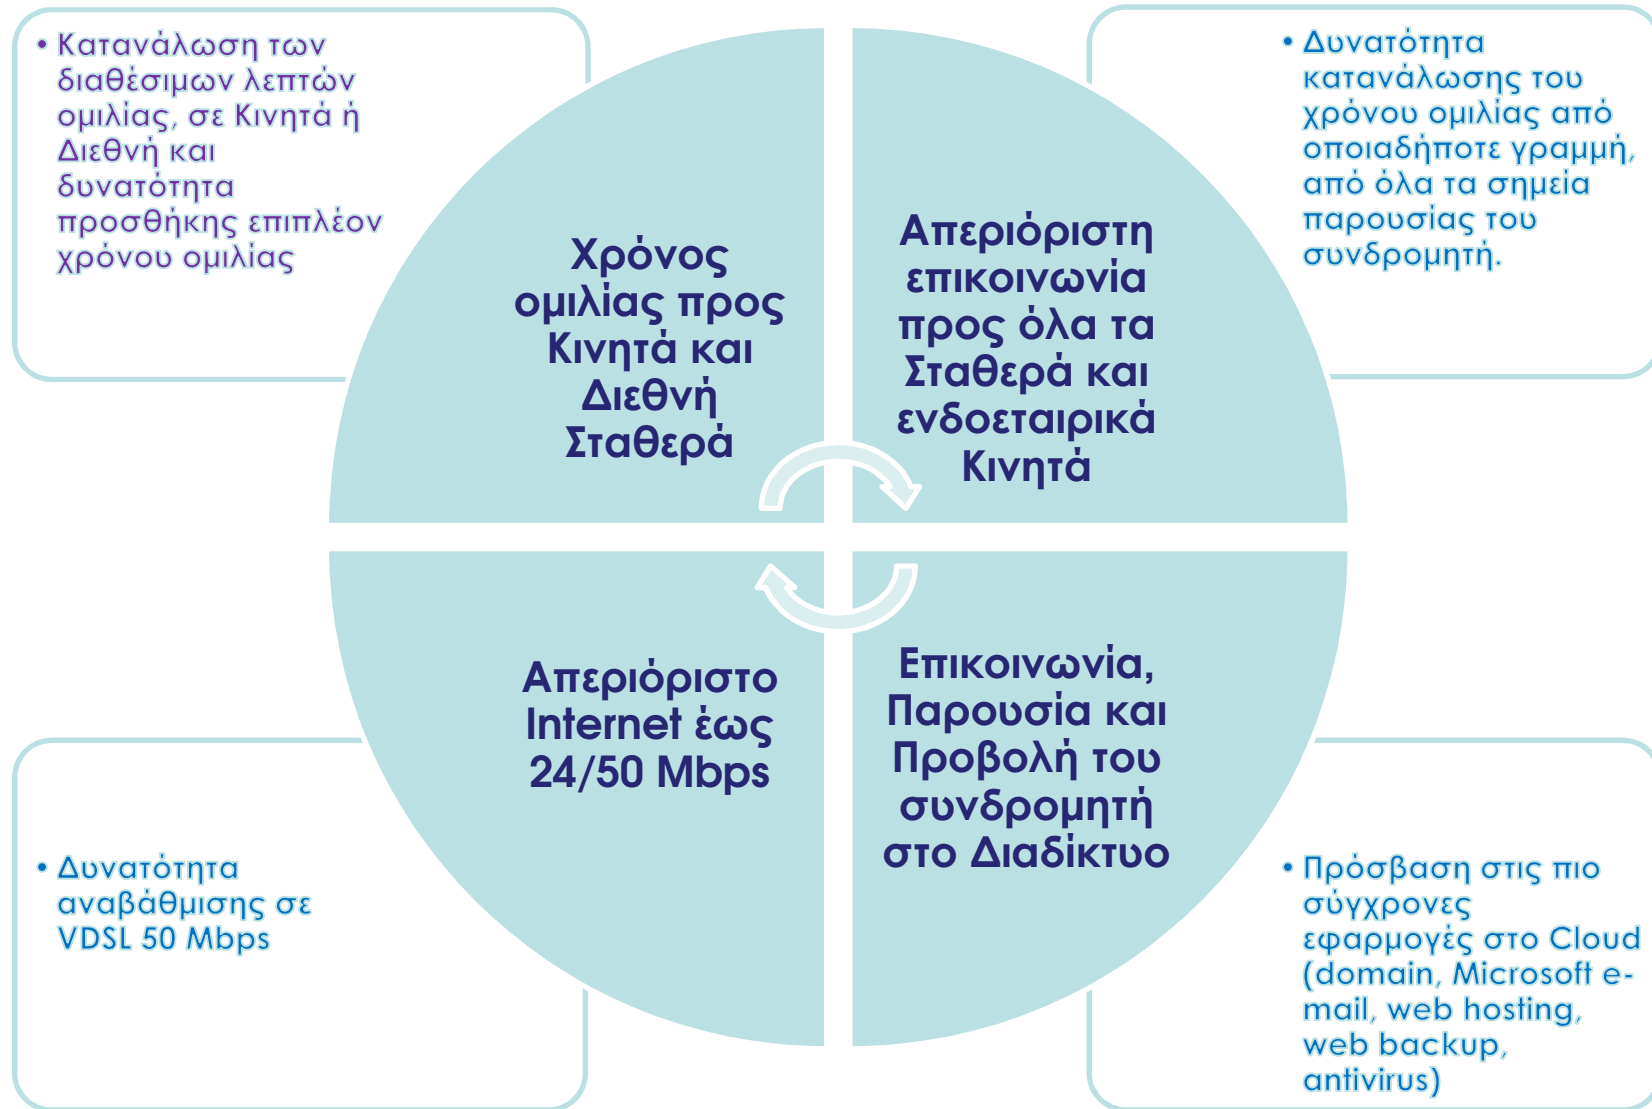 • Κατανάλωση των
διαθέσιμων λεπτών
ομιλίας, σε Κινητά ή
Διεθνή και
δυνατότητα
προσθήκης επιπλέον
χρόνου ομιλίας
Χρόνος
ομιλίας προς
Κινητά και
Διεθνή
Σταθερά
Απεριόριστη
επικοινωνία
προς όλα τα
Σταθερά και
ενδοεταιρικά
Κινητά
• Δυνατότητα
κατανάλωσης του
χρόνου ομιλίας από
οποιαδήποτε γραμμή,
από όλα τα σημεία
παρουσίας του
συνδρομητή.
• Δυνατότητα
αναβάθμισης σε
VDSL 50 Mbps
Απεριόριστο
Internet έως
24/50 Mbps
Επικοινωνία,
Παρουσία και
Προβολή του
συνδρομητή
στο Διαδίκτυο
• Πρόσβαση στις πιο
σύγχρονες
εφαρμογές στο Cloud
(domain, Microsoft e-
mail, web hosting,
web backup,
antivirus)